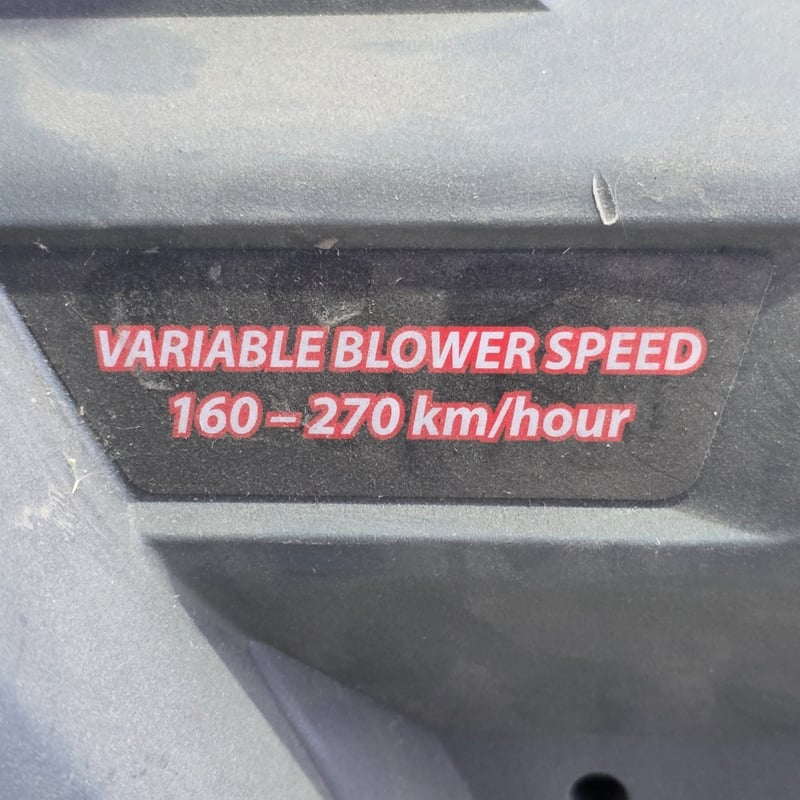 VARIABLE BLOWER SPEED
160 – 270 km/hour